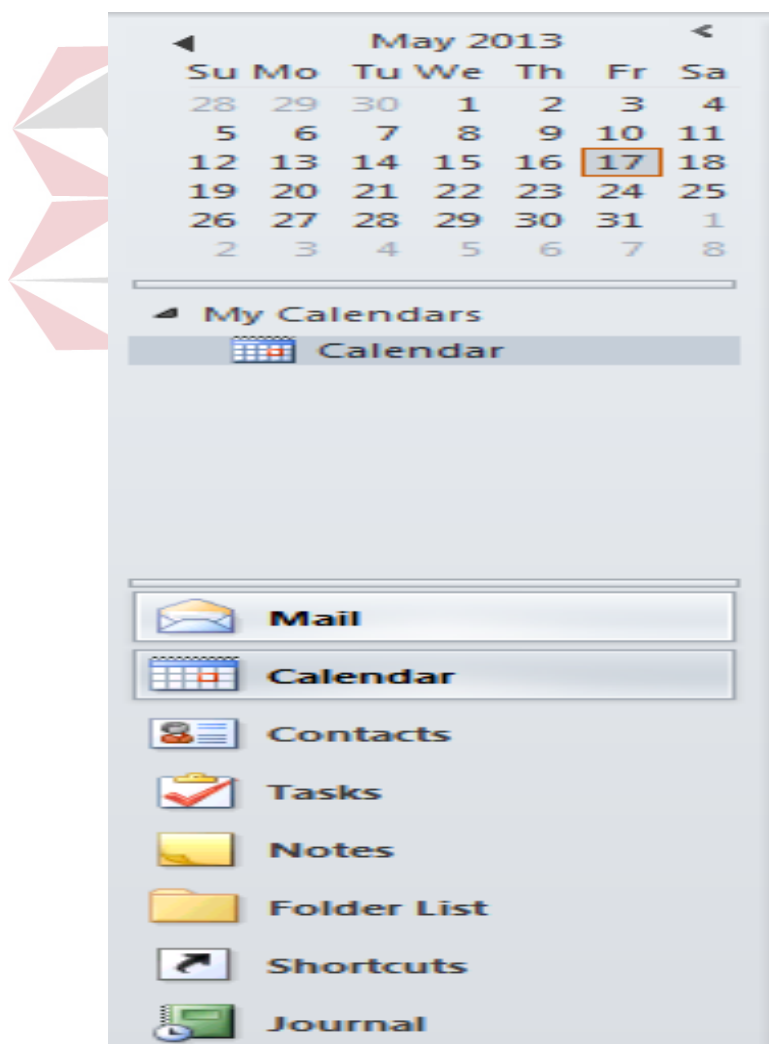 May 2013
Su Mo Tu We Th Fr Sa
28 29 30 1 2 3 4
5 6 7 8 9 10 11
12 13 14 15 16 17 18
19 20 21 22 23 24 25
26 27 28 29 30 31 1
2 3 4 5 6 7 8
My Calendars
Calendar
Mail
Calendar
Contacts
Tasks
Notes
Folder List
Shortcuts
Journal